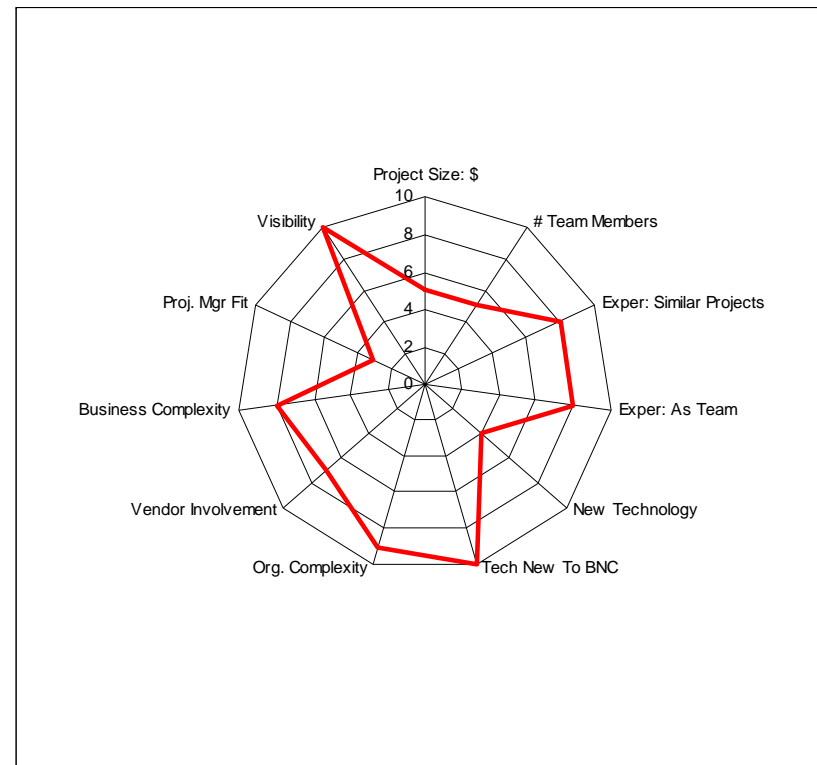 Project Size: $
10
Visibility
# Team Members
8
6
Proj. Mgr Fit
Exper: Similar Projects
4
2
0
Business Complexity
Exper: As Team
Vendor Involvement
New Technology
Org. Complexity
Tech New To BNC